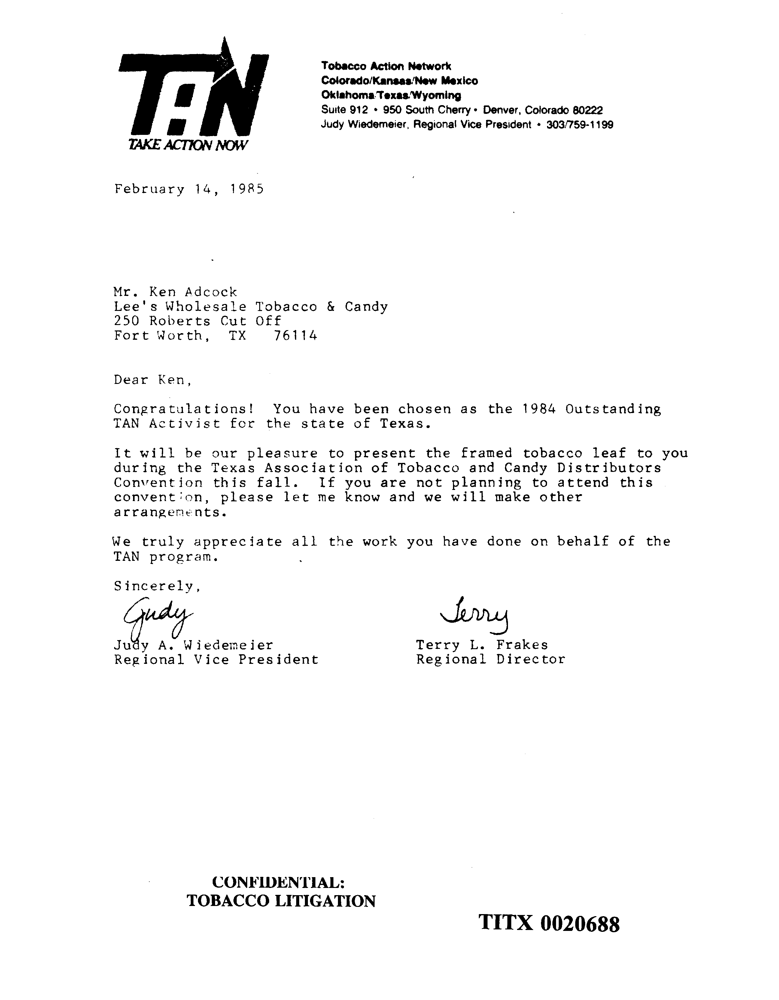 TAN
TAKE ACTION NOW
Tobacco Action Network
Colorado/Kansas/New Mexico
Oklahoma/Texas/Wyoming
Suite 912 • 950 South Cherry • Denver, Colorado 80222
Judy Wiedemeier, Regional Vice President • 303/759-1199
February 14, 1985
Mr. Ken Adcock
Lee's Wholesale Tobacco & Candy
250 Roberts Cut Off
Fort Worth, TX 76114
Dear Ken,
Congratulations! You have been chosen as the 1984 Outstanding
TAN Activist for the state of Texas.
It will be our pleasure to present the framed tobacco leaf to you
during the Texas Association of Tobacco and Candy Distributors
Convention this fall. If you are not planning to attend this
convention, please let me know and we will make other
arrangements.
We truly appreciate all the work you have done on behalf of the
TAN program.
Sincerely,
Judy
Terry
Judy A. Wiedemeier
Terry L. Frakes
Regional Vice President
Regional Director
CONFIDENTIAL:
TOBACCO LITIGATION
TITX 0020688